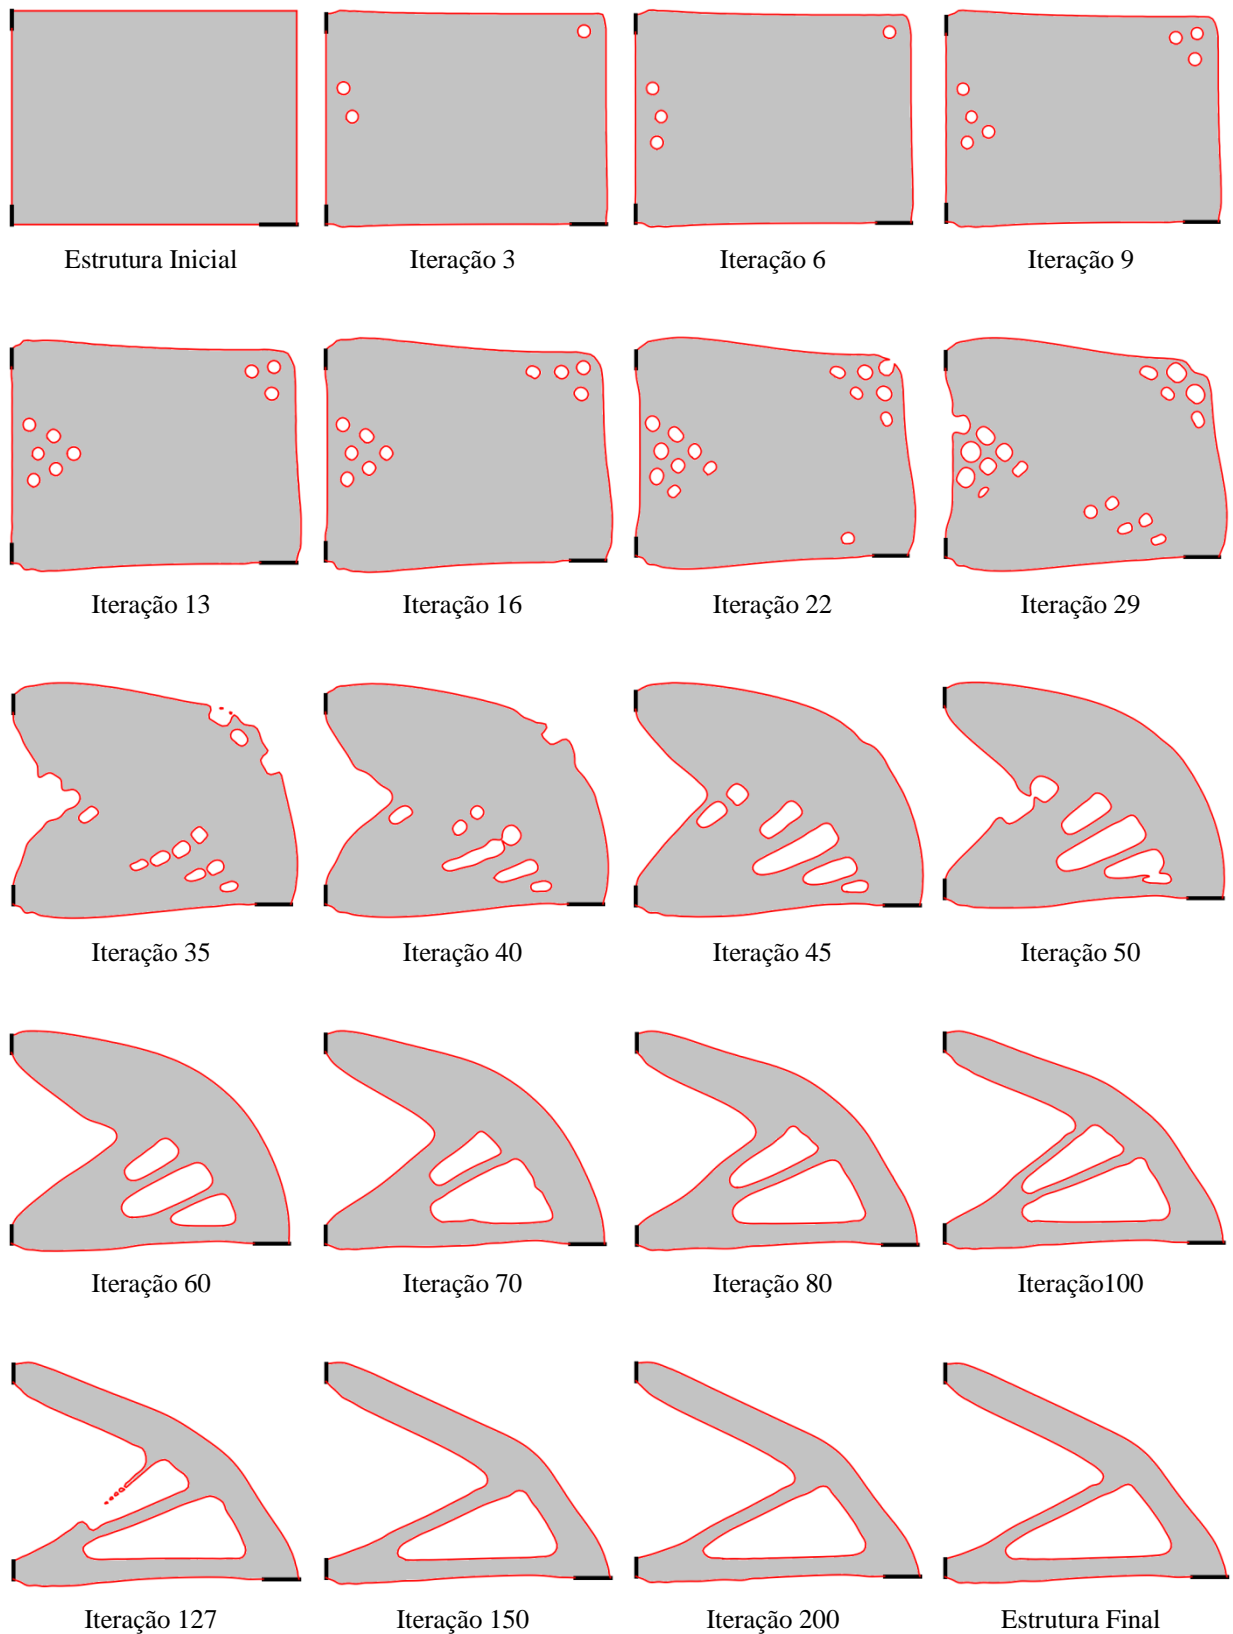 Estrutura Inicial
Iteração 3
Iteração 6
Iteração 9
Iteração 13
Iteração 16
Iteração 22
Iteração 29
Iteração 35
Iteração 40
Iteração 45
Iteração 50
Iteração 60
Iteração 70
Iteração 80
Iteração100
Iteração 127
Iteração 150
Iteração 200
Estrutura Final